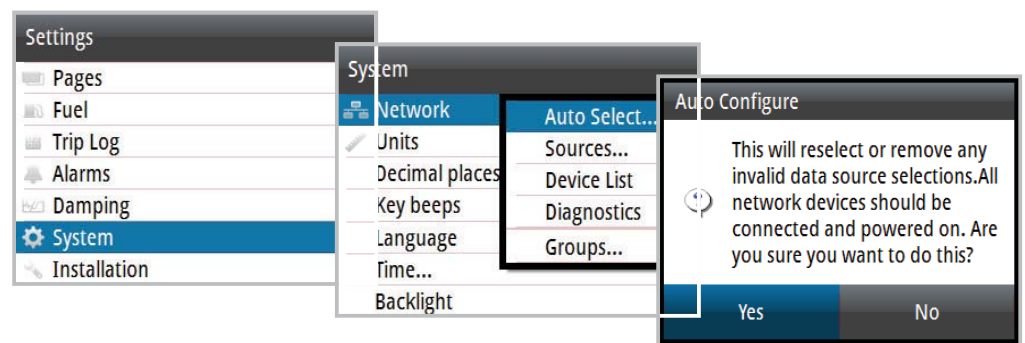 Settings
Pages
Fuel
Trip Log
Alarms
Damping
System
Installation
System
Network
Units
Decimal places
Key beeps
Language
Time...
Backlight
Auto Select...
Sources...
Device List
Diagnostics
Groups...
Auto Configure
This will reselect or remove any
invalid data source selections.All
network devices should be
connected and powered on. Are
you sure you want to do this?
Yes
No